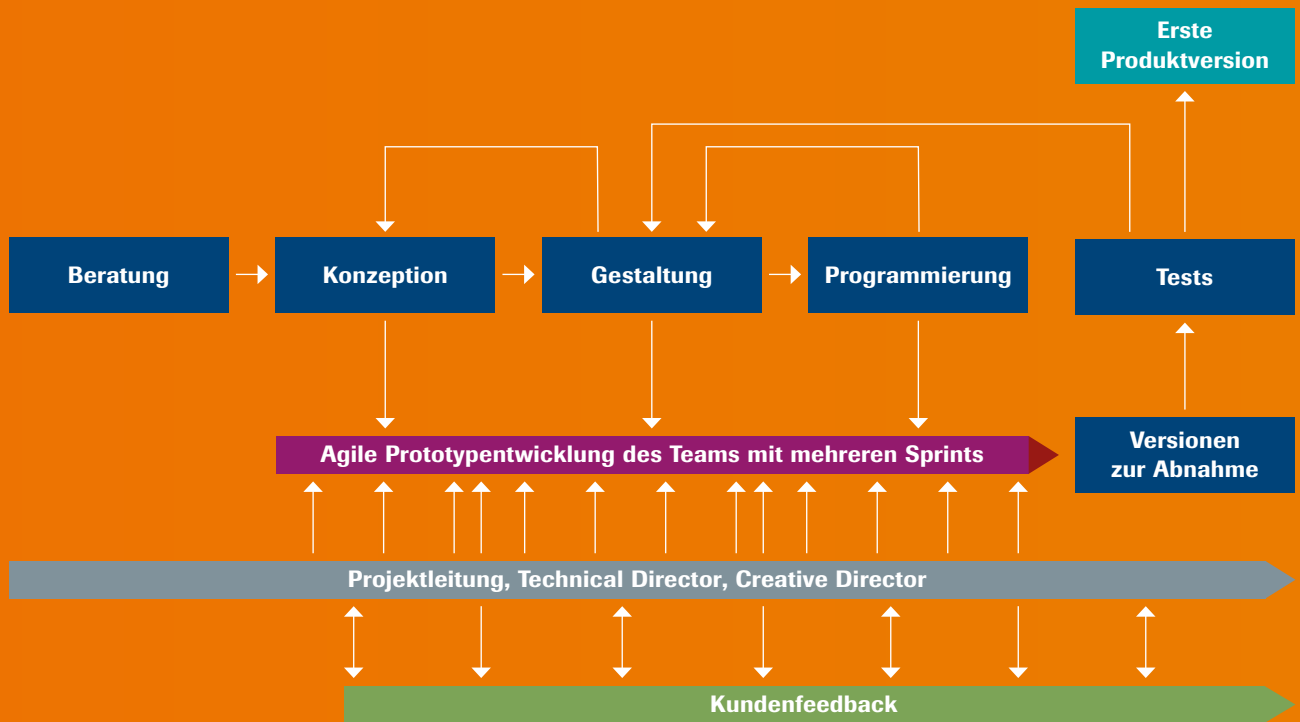 Erste
Produktversion
Beratung
Konzeption
Gestaltung
Programmierung
Tests
Agile Prototypentwicklung des Teams mit mehreren Sprints
Versionen
zur Abnahme
Projektleitung, Technical Director, Creative Director
Kundenfeedback